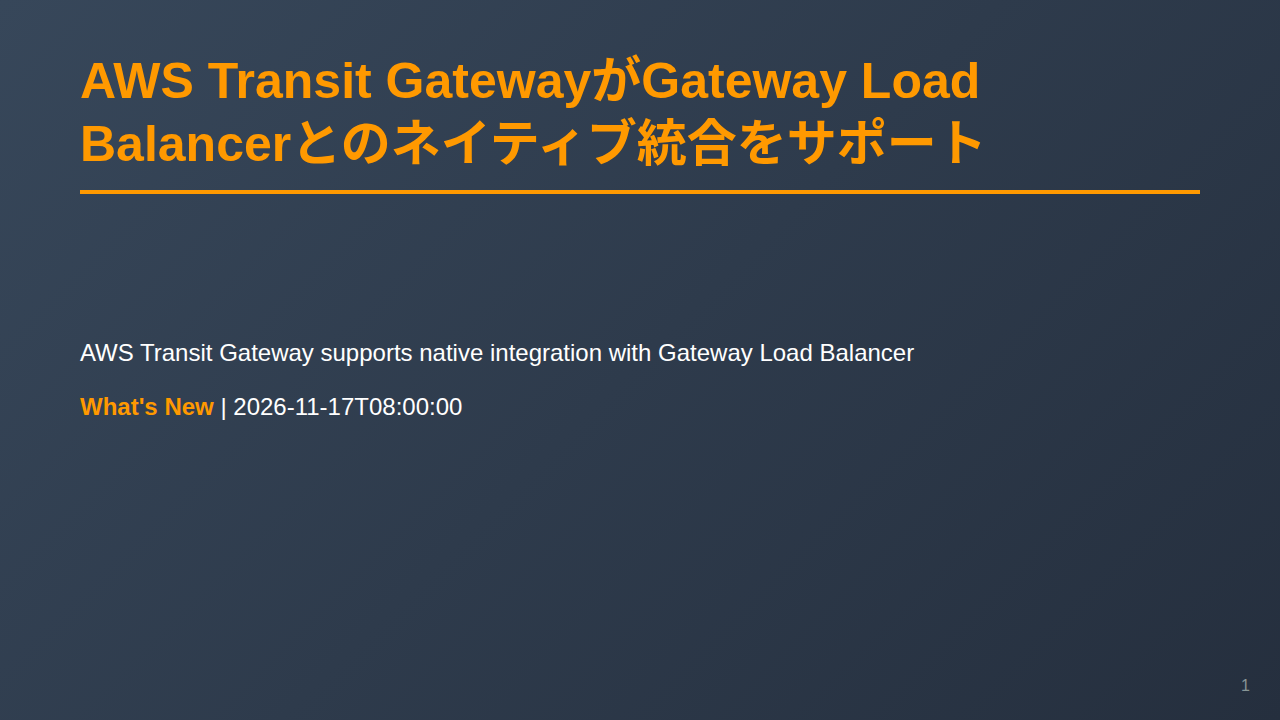 AWS Transit GatewayがGateway Load
Balancerとのネイティブ統合をサポート
AWS Transit Gateway supports native integration with Gateway Load Balancer
What's New | 2026-11-17T08:00:00
1